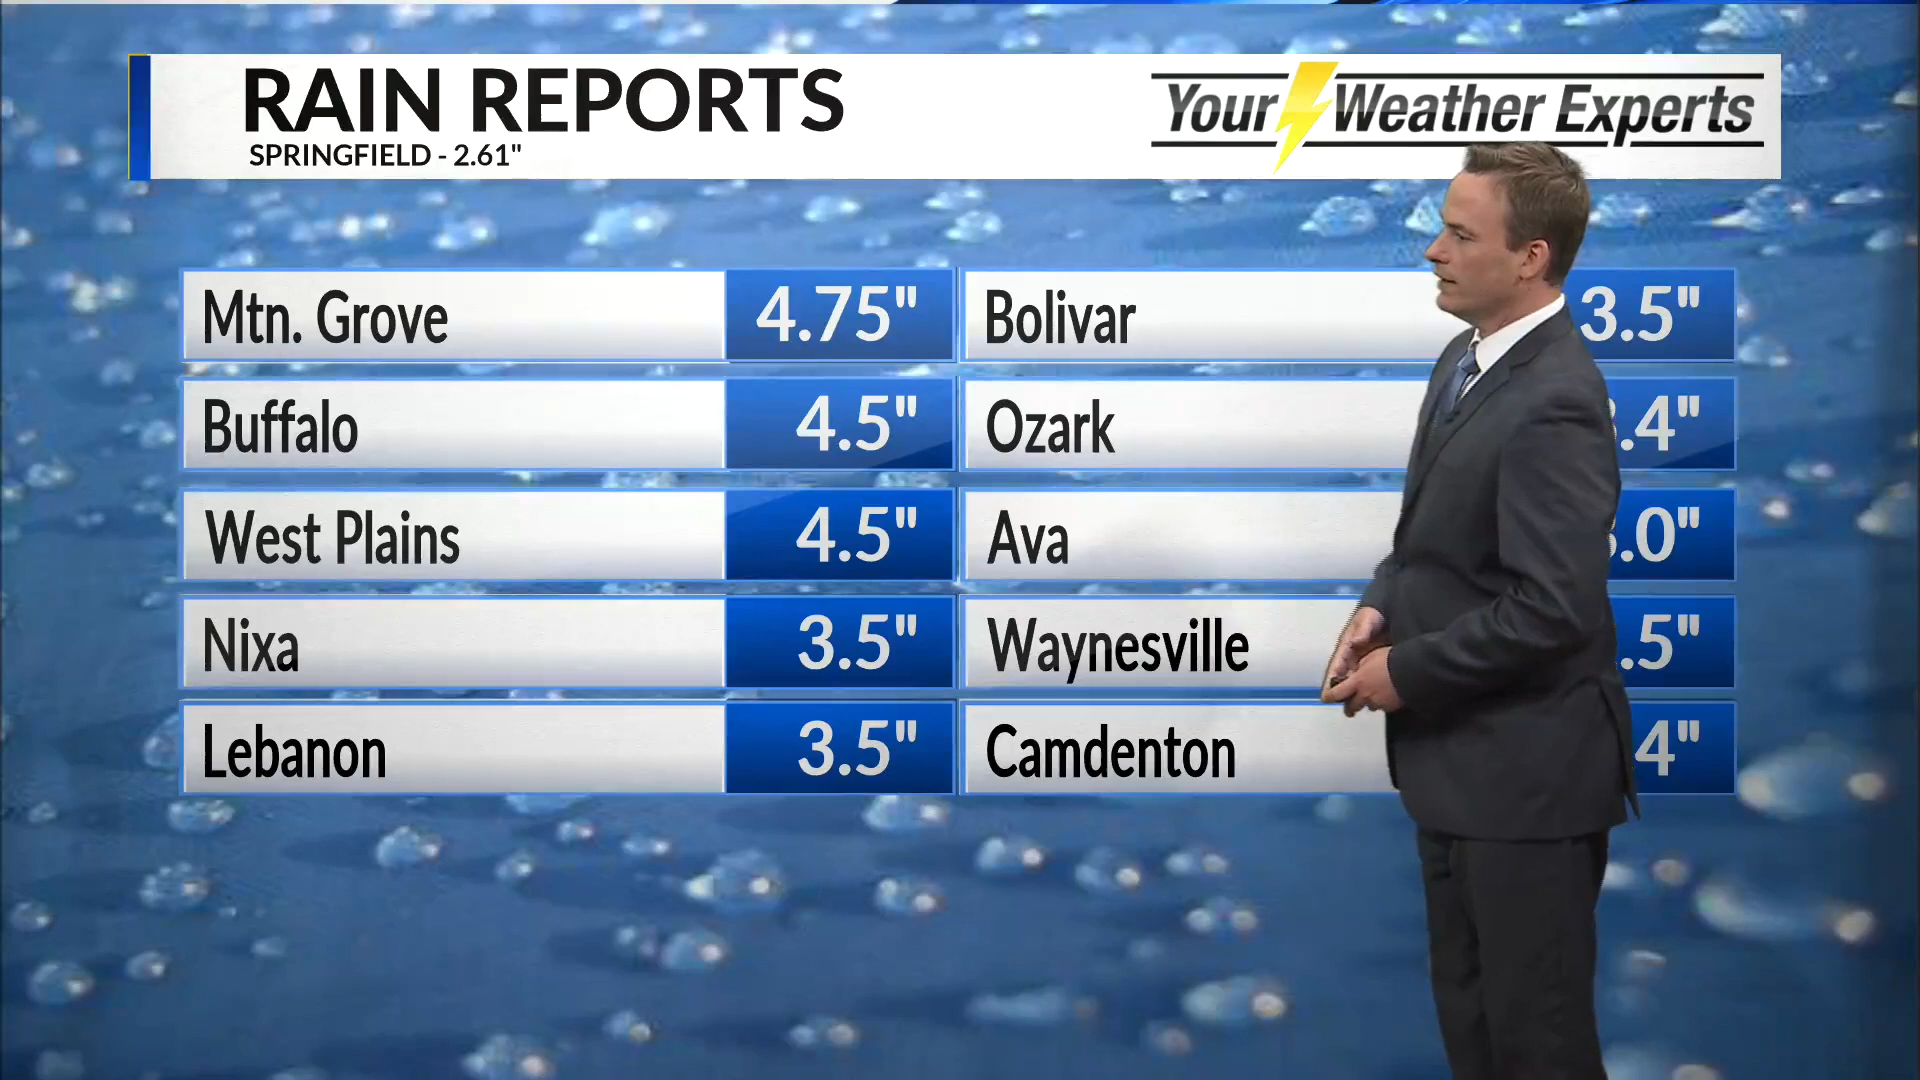 RAIN REPORTS
SPRINGFIELD - 2.61"
Your Weather Experts
Mtn. Grove 4.75"
Buffalo 4.5"
West Plains 4.5"
Nixa 3.5"
Lebanon 3.5"
Bolivar 3.5"
Ozark
Ava
Waynesville
Camdenton